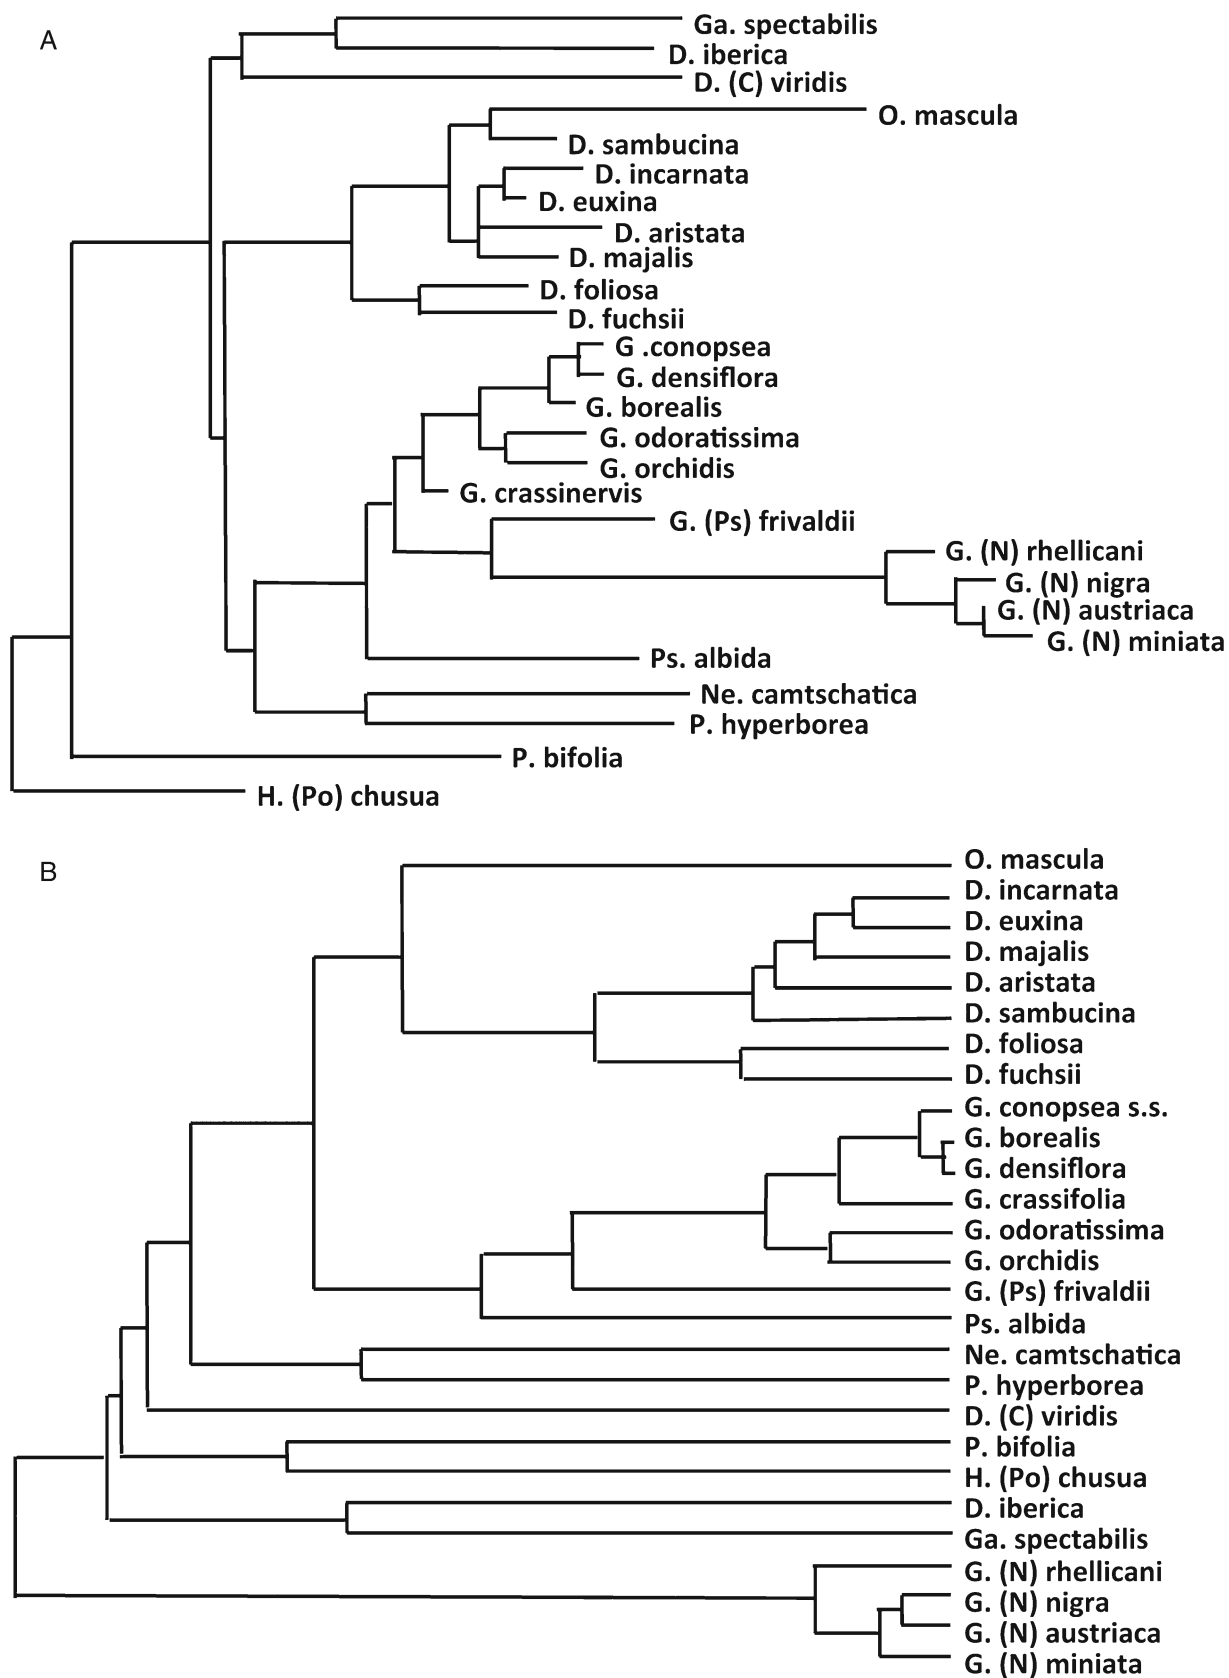 A
Ga. spectabilis
D. iberica
D. (C) viridis
O. mascula
D. sambucina
D. incarnata
D. euxina
D. aristata
D. majalis
D. foliosa
D. fuchsii
G .conopsea
G. densiflora
G. borealis
G. odoratissima
G. orchidis
G. crassinervis
G. (Ps) frivaldii
G. (N) rhellicani
G. (N) nigra
G. (N) austriaca
G. (N) miniata
Ps. albida
Ne. camtschatica
P. hyperborea
P. bifolia
H. (Po) chusua
B
O. mascula
D. incarnata
D. euxina
D. majalis
D. aristata
D. sambucina
D. foliosa
D. fuchsii
G. conopsea s.s.
G. borealis
G. densiflora
G. crassifolia
G. odoratissima
G. orchidis
G. (Ps) frivaldii
Ps. albida
Ne. camtschatica
P. hyperborea
D. (C) viridis
P. bifolia
H. (Po) chusua
D. iberica
Ga. spectabilis
G. (N) rhellicani
G. (N) nigra
G. (N) austriaca
G. (N) miniata